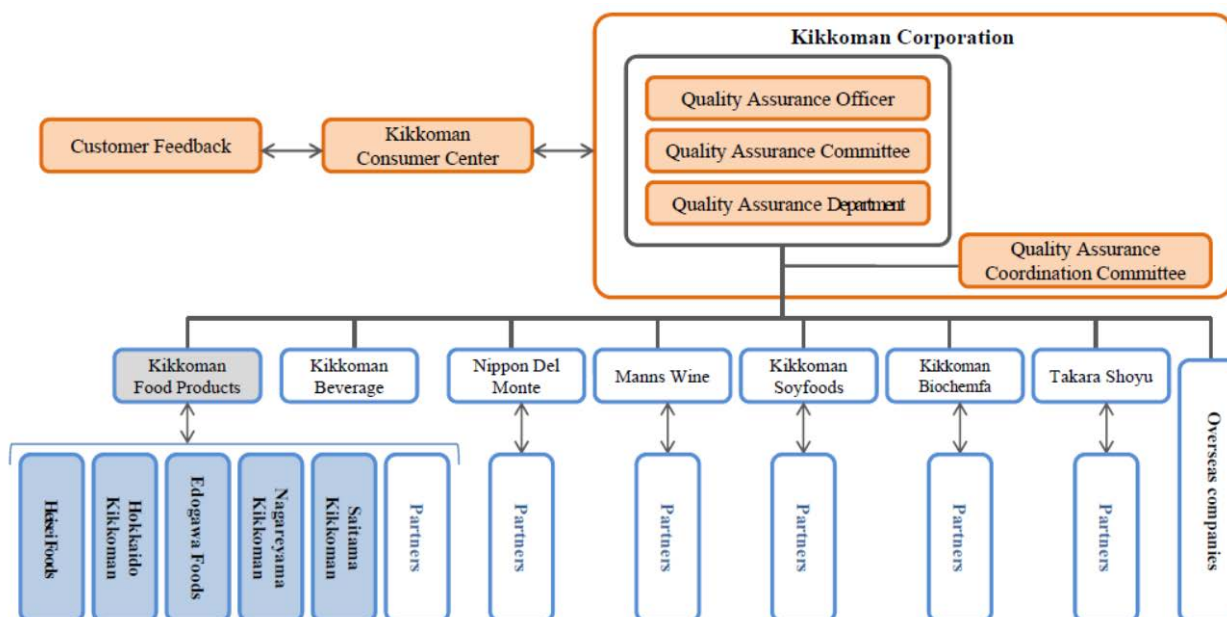 Kikkoman Corporation
Quality Assurance Officer
Customer Feedback
Kikkoman
Consumer Center
Quality Assurance Committee
Quality Assurance Department
Quality Assurance
Coordination Committee
Kikkoman
Food Products
Kikkoman
Beverage
Nippon Del
Monte
Manns Wine
Kikkoman
Soyfoods
Kikkoman
Biochemfa
Takara Shoyu
Overseas companies
Heisei Foods
Hokkaido
Kikkoman
Edogawa Foods
Nagareyama
Kikkoman
Saitama
Kikkoman
Partners
Partners
Partners
Partners
Partners
Partners